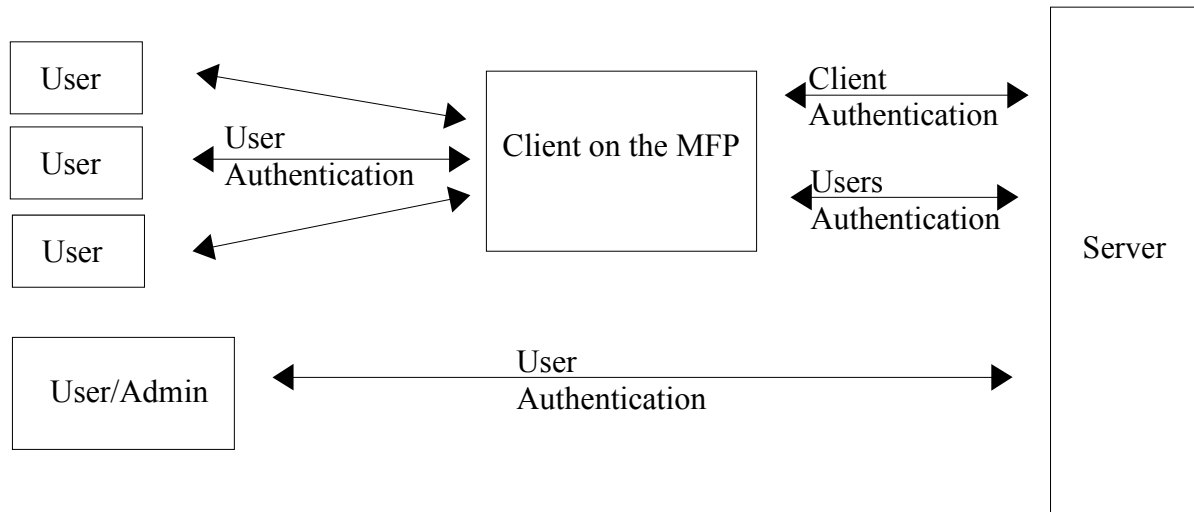 User
User
User
User
Authentication
Client on the MFP
Client
Authentication
Users
Authentication
Server
User/Admin
User
Authentication